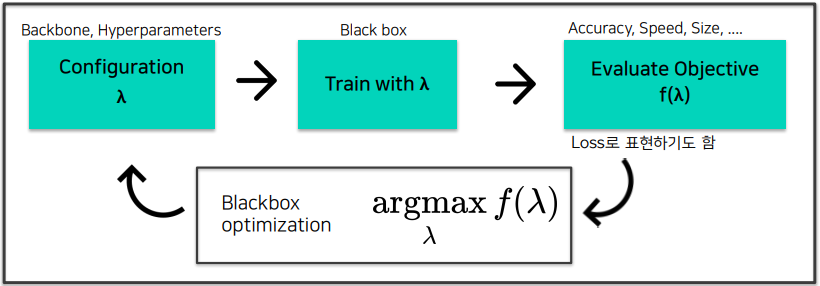 Backbone, Hyperparameters
Configuration
λ
Black box
Train with λ
Accuracy, Speed, Size, ....
Evaluate Objective
f(λ)
Loss로 표현하기도 함
Blackbox
optimization
argmax f(λ)
λ